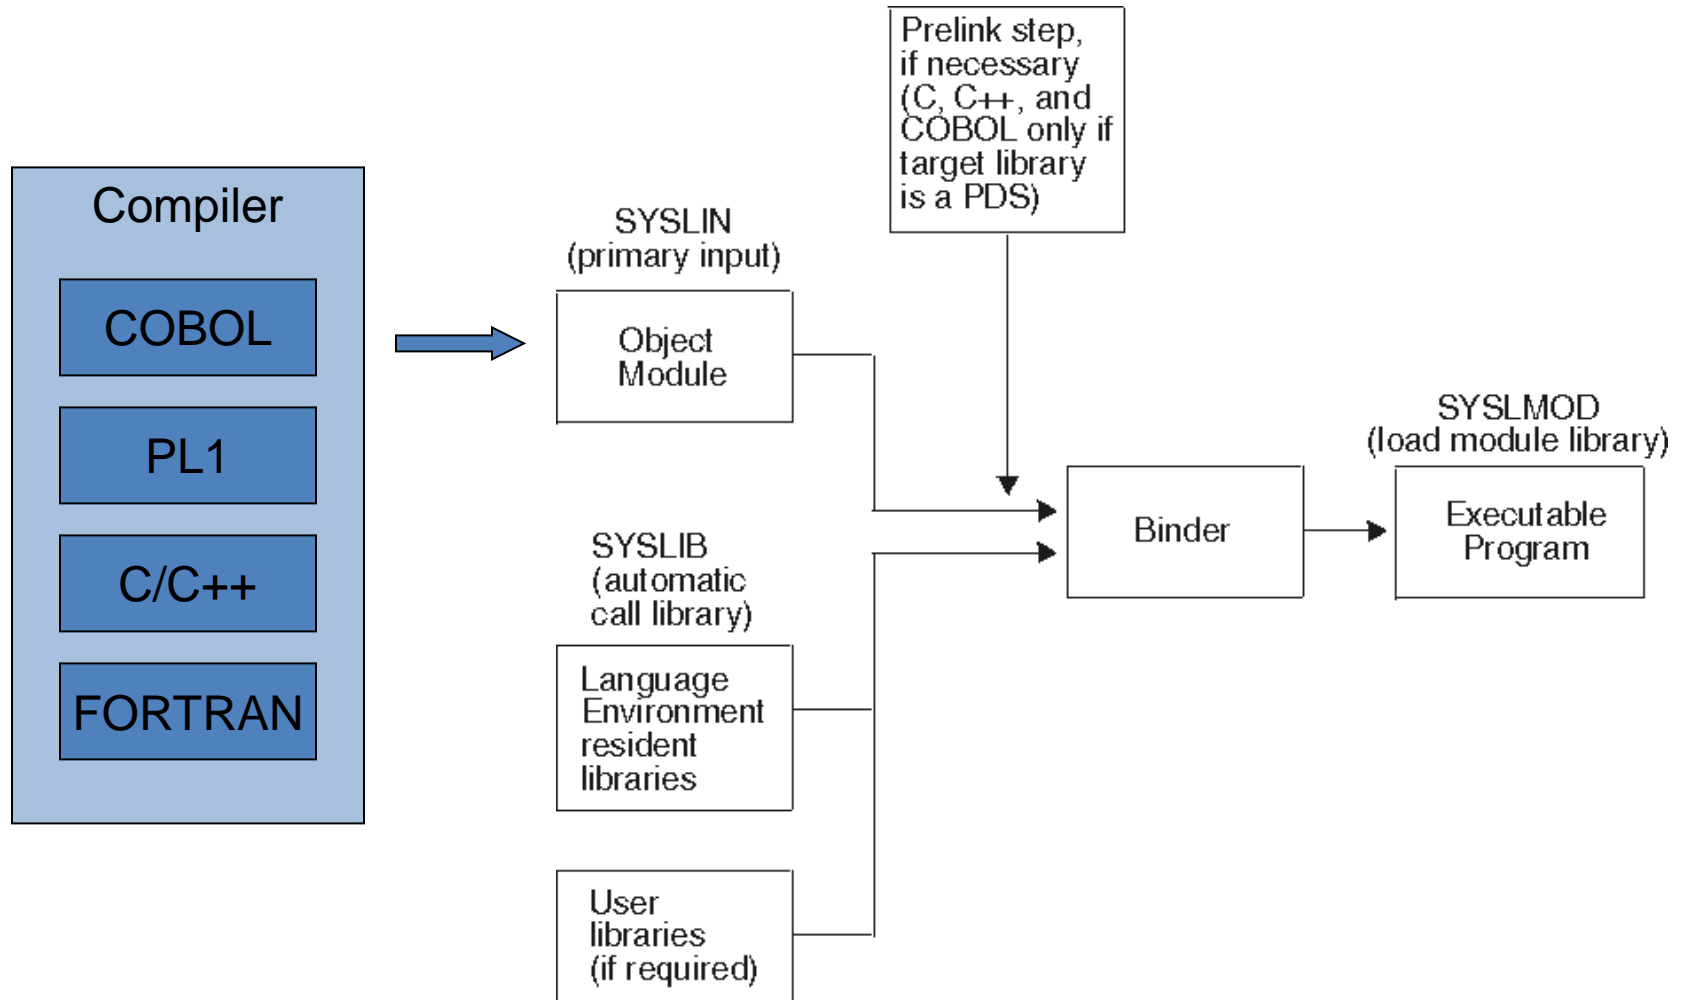 Compiler
COBOL
PL1
C/C++
FORTRAN
SYSLIN
(primary input)
Object
Module
Prelink step,
if necessary
(C, C++, and
COBOL only if
target library
is a PDS)
SYSLIB
(automatic
call library)
Language
Environment
resident
libraries
User
libraries
(if required)
Binder
SYSLMOD
(load module library)
Executable
Program